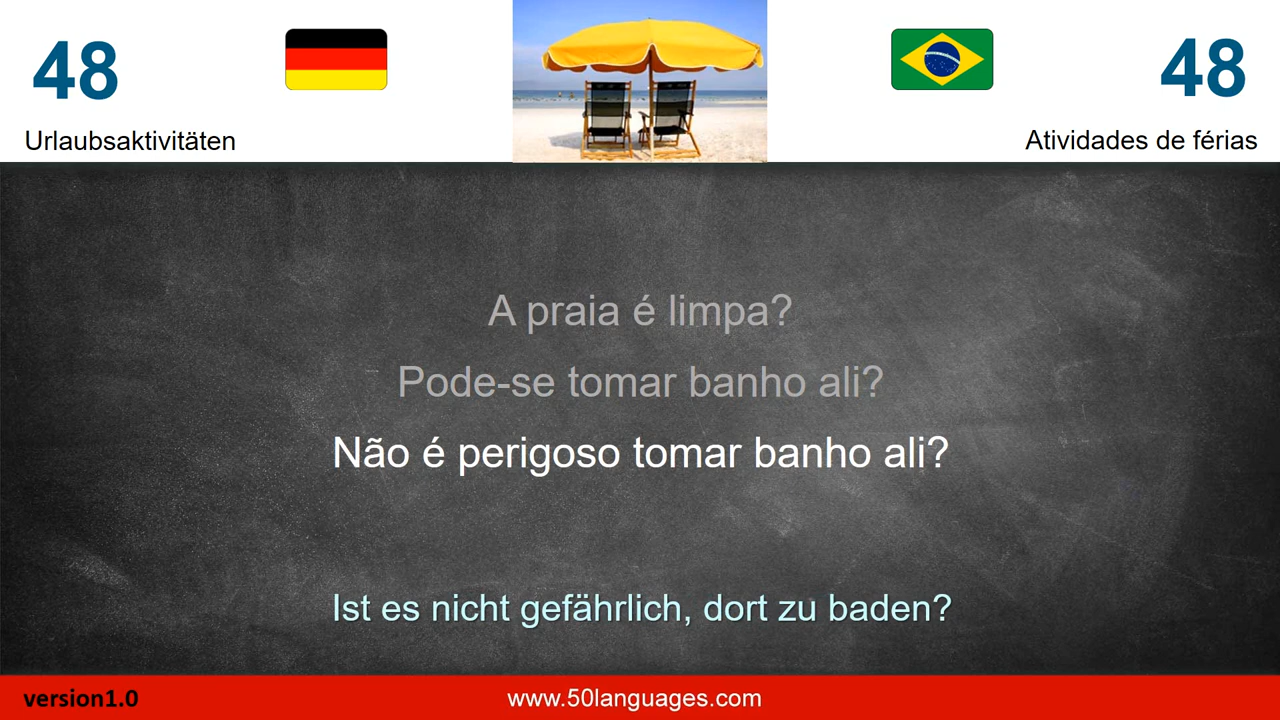 48
48
Urlaubsaktivitäten
Atividades de férias
A praia é limpa?
Pode-se tomar banho ali?
Não é perigoso tomar banho ali?
Ist es nicht gefährlich, dort zu baden?
version1.0
www.50languages.com